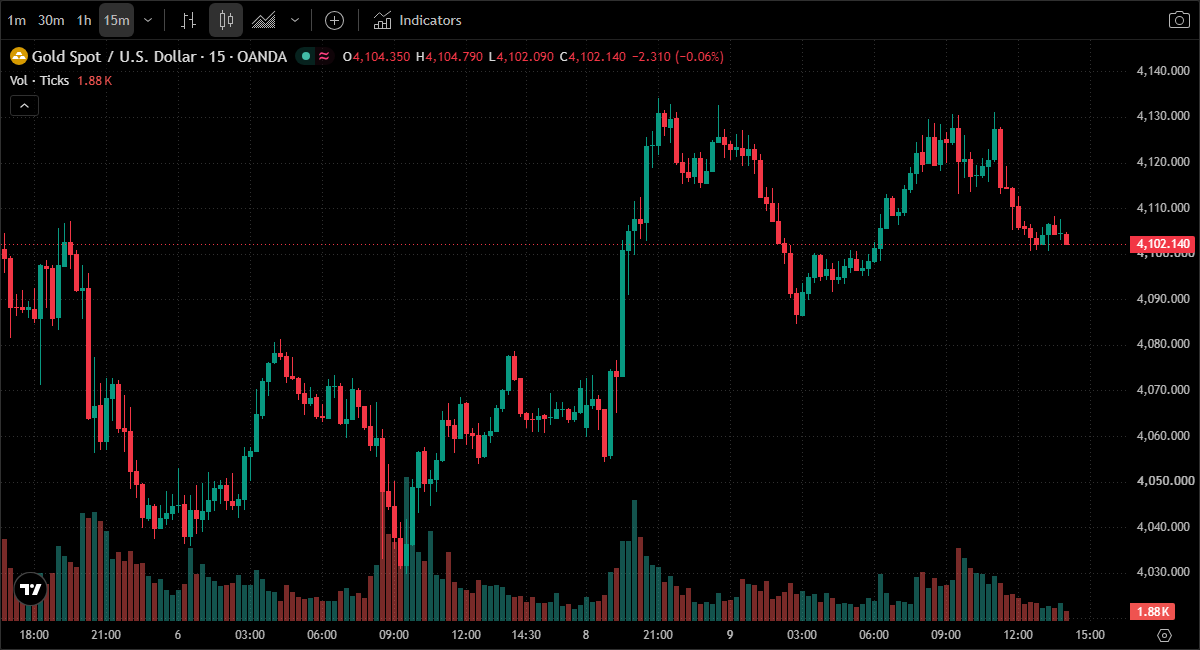 1m 30m 1h 15m Indicators
Gold Spot / U.S. Dollar · 15 · OANDA O4,104.350 H4,104.790 L4,102.090 C4,102.140 −2.310 (−0.06%)
Vol · Ticks 1.88K
4,140.000
4,130.000
4,120.000
4,110.000
4,102.140
4,100.000
4,090.000
4,080.000
4,070.000
4,060.000
4,050.000
4,040.000
4,030.000
1.88K
18:00 21:00 6 03:00 06:00 09:00 12:00 14:30 8 21:00 9 03:00 06:00 09:00 12:00 15:00